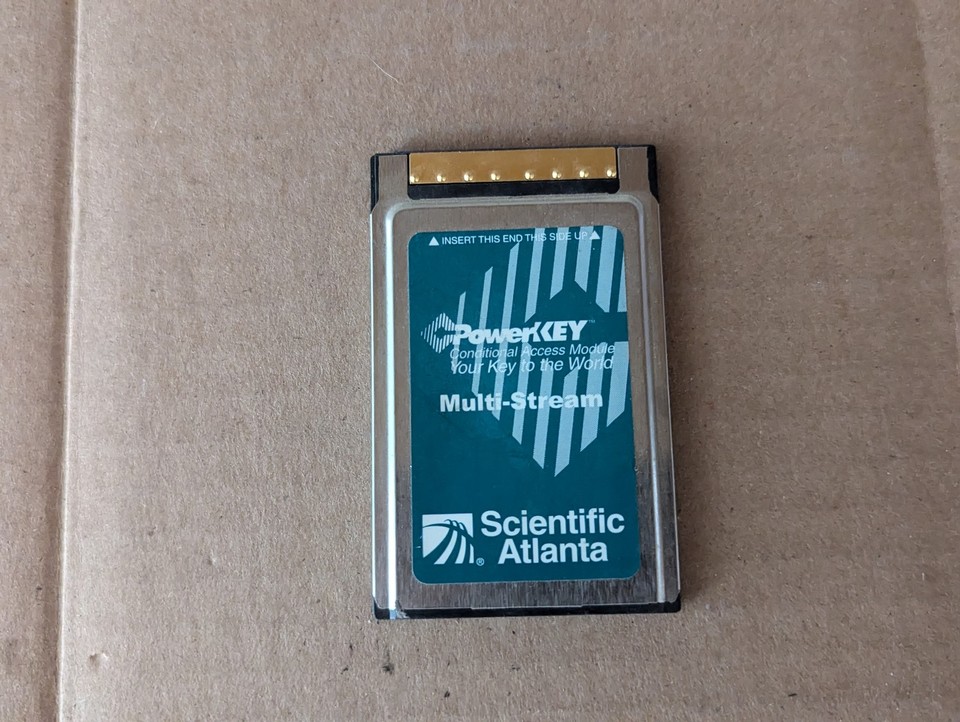 ▲ INSERT THIS END THIS SIDE UP ▲
PowerKEY™
Conditional Access Module
Your Key to the World
Multi-Stream
Scientific
Atlanta
®